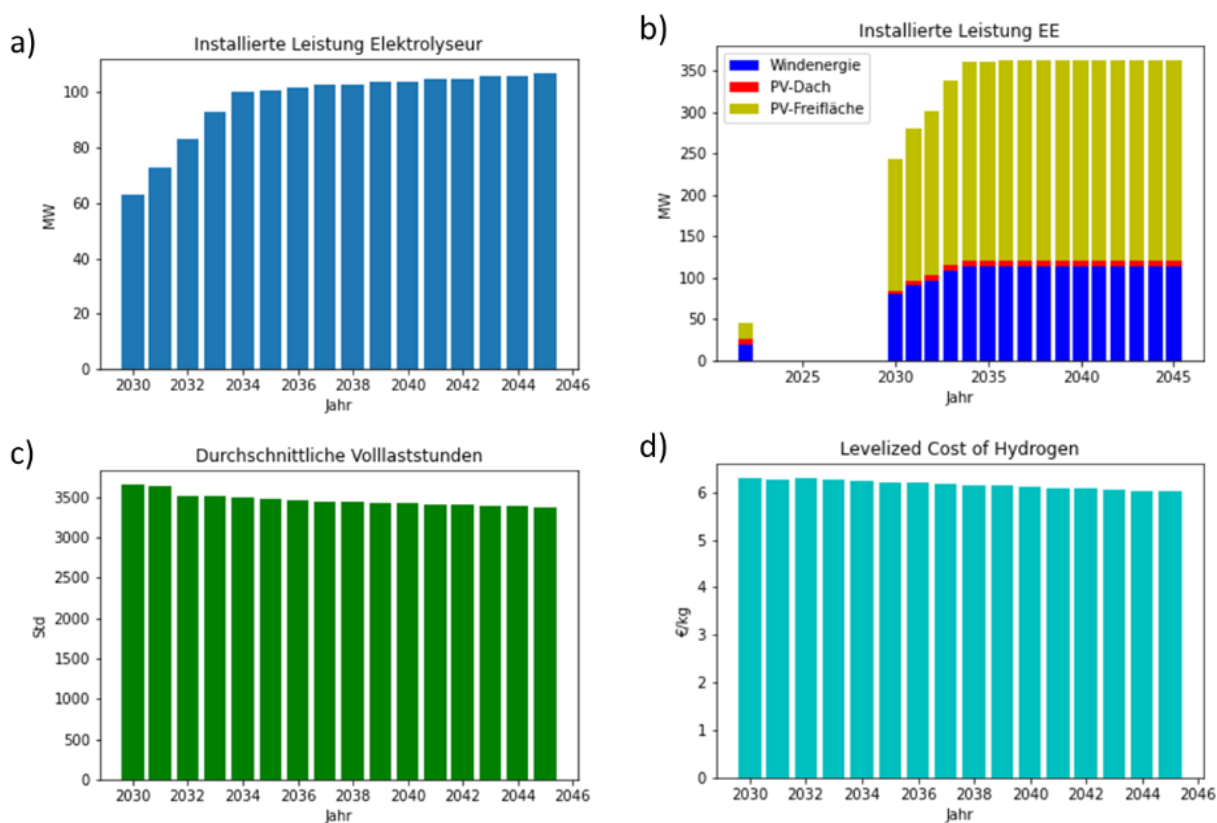 a)
Installierte Leistung Elektrolyseur
MW
100
80
60
40
20
0
2030 2032 2034 2036 2038 2040 2042 2044 2046
Jahr
b)
Installierte Leistung EE
Windenergie
PV-Dach
PV-Freifläche
MW
350
300
250
200
150
100
50
0
2025 2030 2035 2040 2045
Jahr
c)
Durchschnittliche Volllaststunden
Std
3500
3000
2500
2000
1500
1000
500
0
2030 2032 2034 2036 2038 2040 2042 2044 2046
Jahr
d)
Levelized Cost of Hydrogen
€/kg
6
5
4
3
2
1
0
2030 2032 2034 2036 2038 2040 2042 2044 2046
Jahr